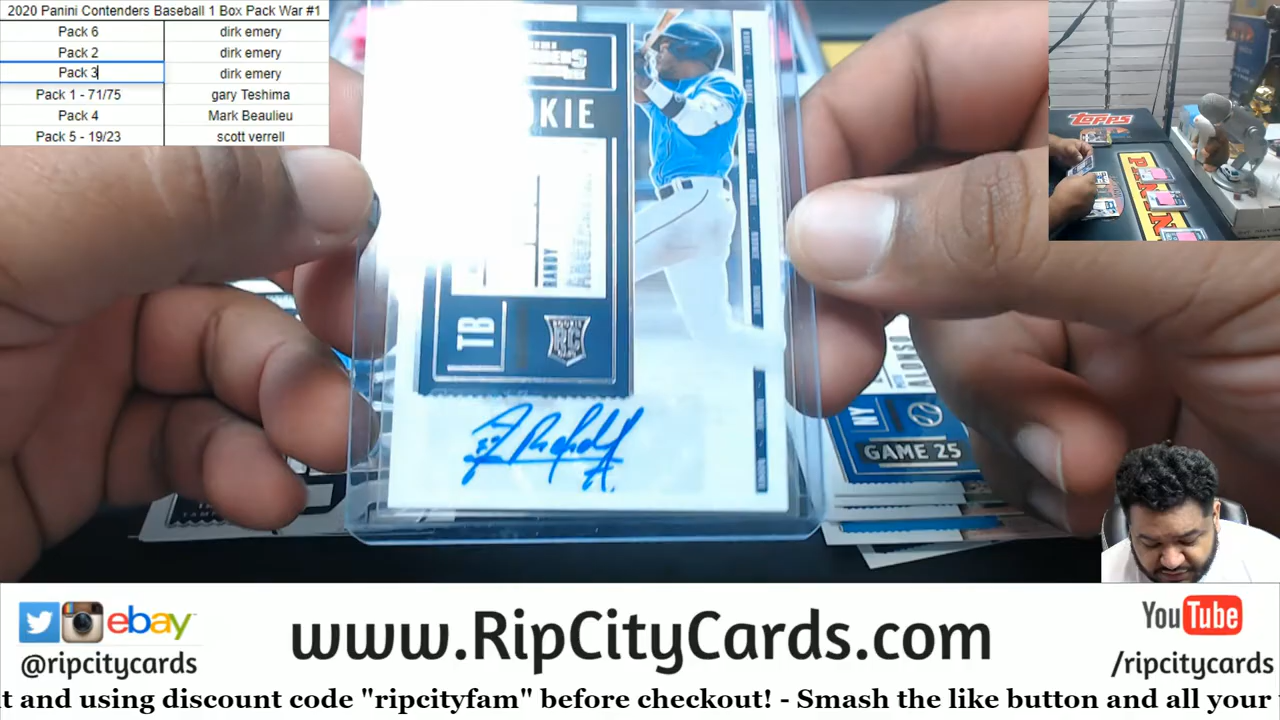 2020 Panini Contenders Baseball 1 Box Pack War #1
Pack 6 dirk emery
Pack 2 dirk emery
Pack 3 dirk emery
Pack 1 - 71/75 gary Teshima
Pack 4 Mark Beaulieu
Pack 5 - 19/23 scott verrell
KIE
RANDY
TB
RC
ALONSO
NY
GAME 25
TOPPS
PANIN
ebay
@ripcitycards
www.RipCityCards.com
YouTube
/ripcitycards
t and using discount code "ripcityfam" before checkout! - Smash the like button and all your